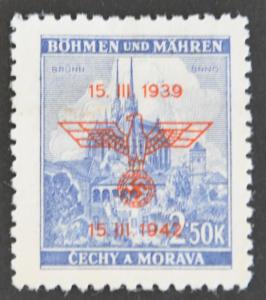 BÖHMEN UND MÄHREN
BRÜNN BRNO
15. III 1939
15. III. 1942
2.50K
ČECHY A MORAVA